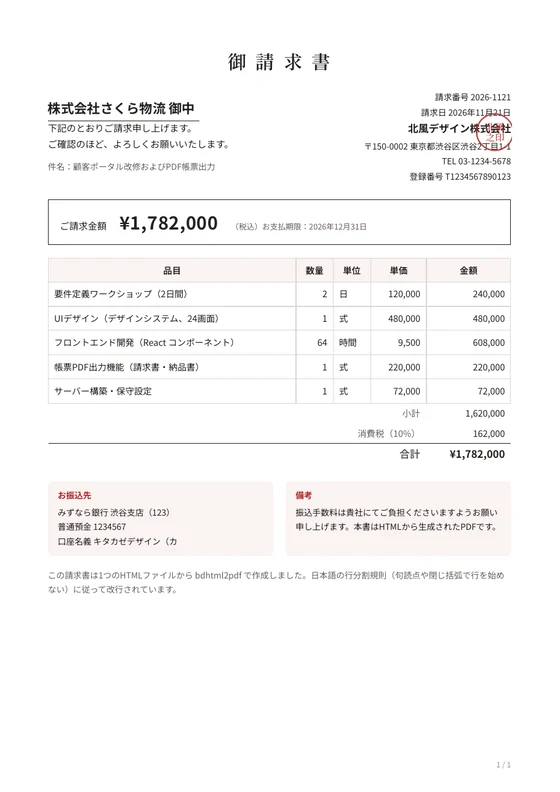 御請求書
株式会社さくら物流 御中
下記のとおりご請求申し上げます。
ご確認のほど、よろしくお願いいたします。
件名：顧客ポータル改修およびPDF帳票出力
請求番号 2026-1121
請求日 2026年11月21日
北風デザイン株式会社
〒150-0002 東京都渋谷区渋谷2丁目1-1
TEL 03-1234-5678
登録番号 T1234567890123
之印
ご請求金額 ¥1,782,000 （税込）お支払期限：2026年12月31日
品目 数量 単位 単価 金額
要件定義ワークショップ（2日間） 2 日 120,000 240,000
UIデザイン（デザインシステム、24画面） 1 式 480,000 480,000
フロントエンド開発（React コンポーネント） 64 時間 9,500 608,000
帳票PDF出力機能（請求書・納品書） 1 式 220,000 220,000
サーバー構築・保守設定 1 式 72,000 72,000
小計 1,620,000
消費税（10%） 162,000
合計 ¥1,782,000
お振込先
みずなら銀行 渋谷支店（123）
普通預金 1234567
口座名義 キタカゼデザイン（カ
備考
振込手数料は貴社にてご負担くださいますようお願い
申し上げます。本書はHTMLから生成されたPDFです。
この請求書は1つのHTMLファイルから bdhtml2pdf で作成しました。日本語の行分割規則（句読点や閉じ括弧で行を始め
ない）に従って改行されています。
1 / 1